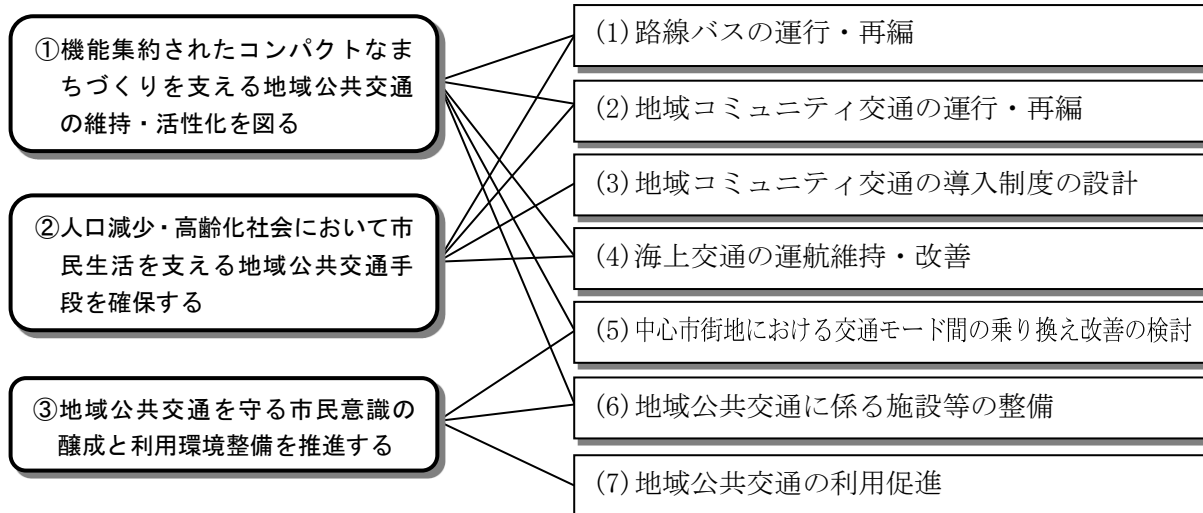 ①機能集約されたコンパクトなま
ちづくりを支える地域公共交通
の維持・活性化を図る
②人口減少・高齢化社会において市
民生活を支える地域公共交通手
段を確保する
③地域公共交通を守る市民意識の
醸成と利用環境整備を推進する
(1)路線バスの運行・再編
(2)地域コミュニティ交通の運行・再編
(3)地域コミュニティ交通の導入制度の設計
(4)海上交通の運航維持・改善
(5)中心市街地における交通モード間の乗り換え改善の検討
(6)地域公共交通に係る施設等の整備
(7)地域公共交通の利用促進